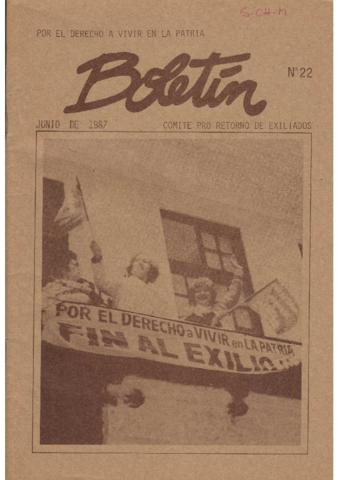 S-CH-M
POR EL DERECHO A VIVIR EN LA PATRIA
Boletín
N°22
JUNIO DE 1987 COMITE PRO RETORNO DE EXILIADOS
POR EL DERECHO a VIVIR en LA PATRIA
FIN AL EXILIO